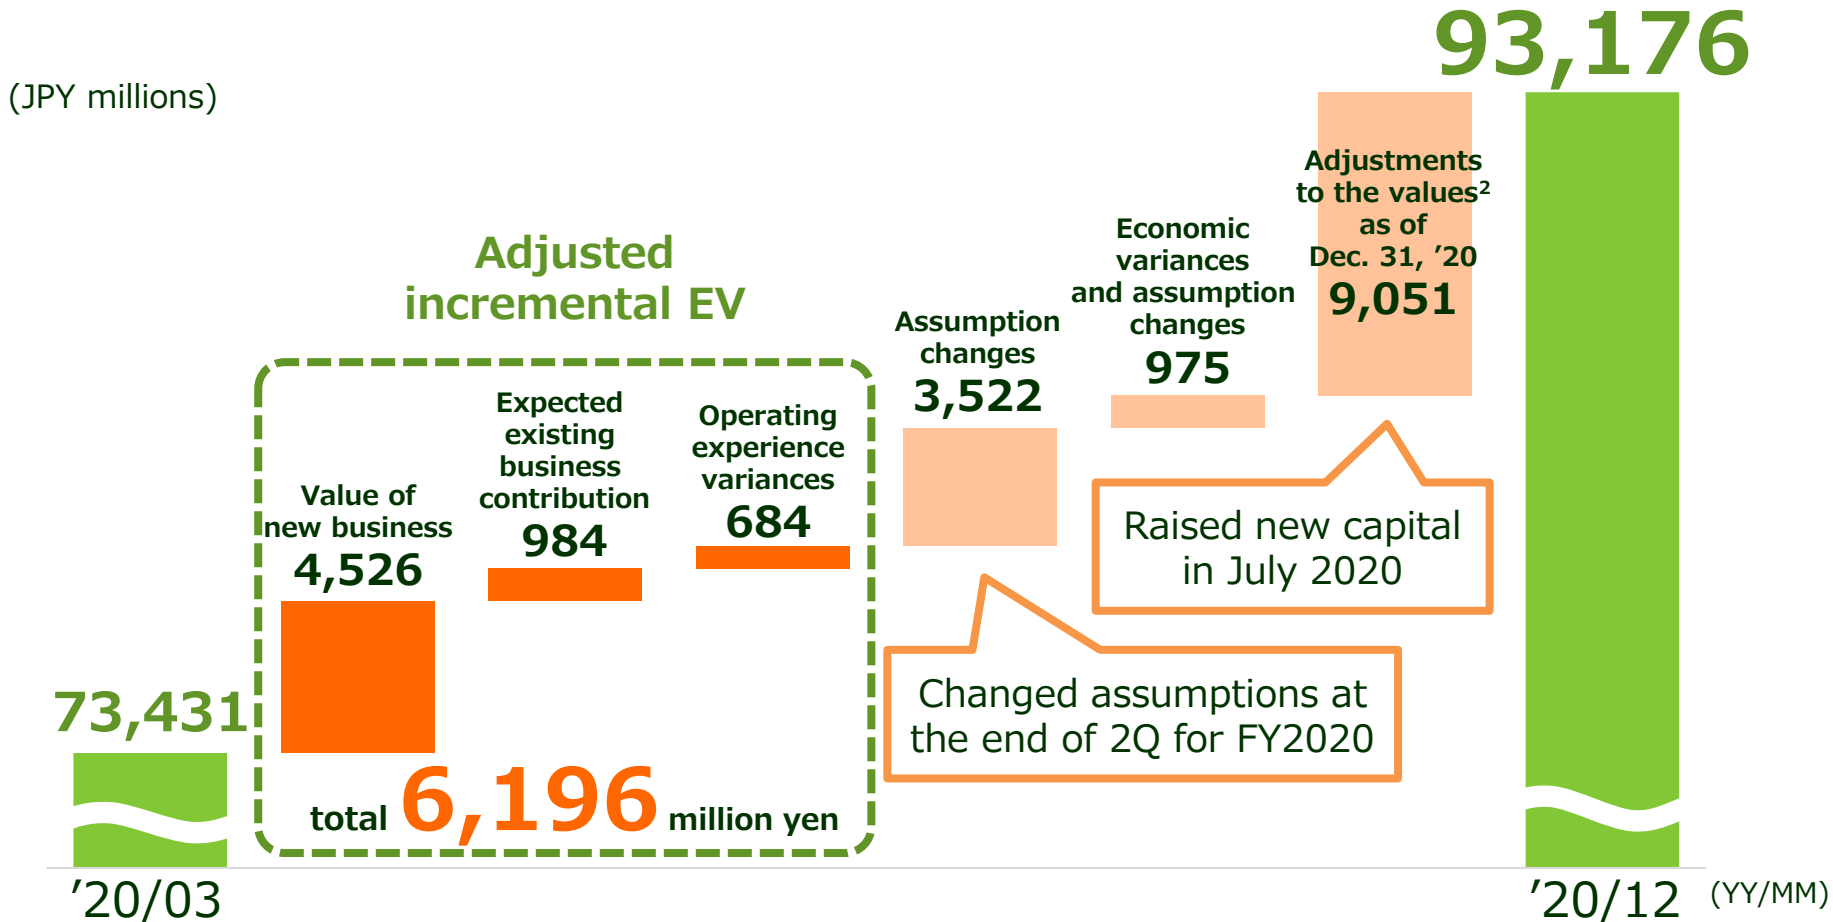 (JPY millions)
73,431
Adjusted
incremental EV
Value of
new business
4,526
Expected
existing
business
contribution
984
Operating
experience
variances
684
total 6,196 million yen
Assumption
changes
3,522
Changed assumptions at
the end of 2Q for FY2020
Economic
variances
and assumption
changes
975
Adjustments
to the values²
as of
Dec. 31, ’20
9,051
Raised new capital
in July 2020
93,176
’20/03
’20/12
(YY/MM)